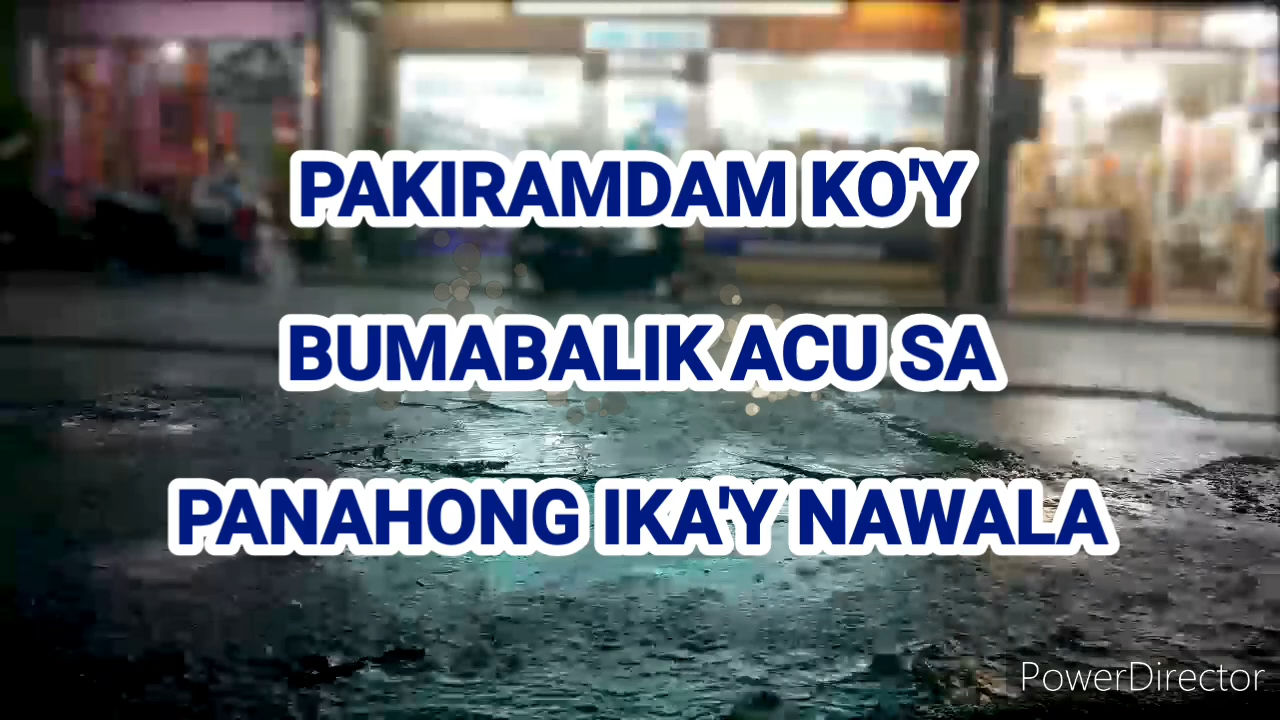 PAKIRAMDAM KO'Y
BUMABALIK ACU SA
PANAHONG IKA'Y NAWALA
PowerDirector